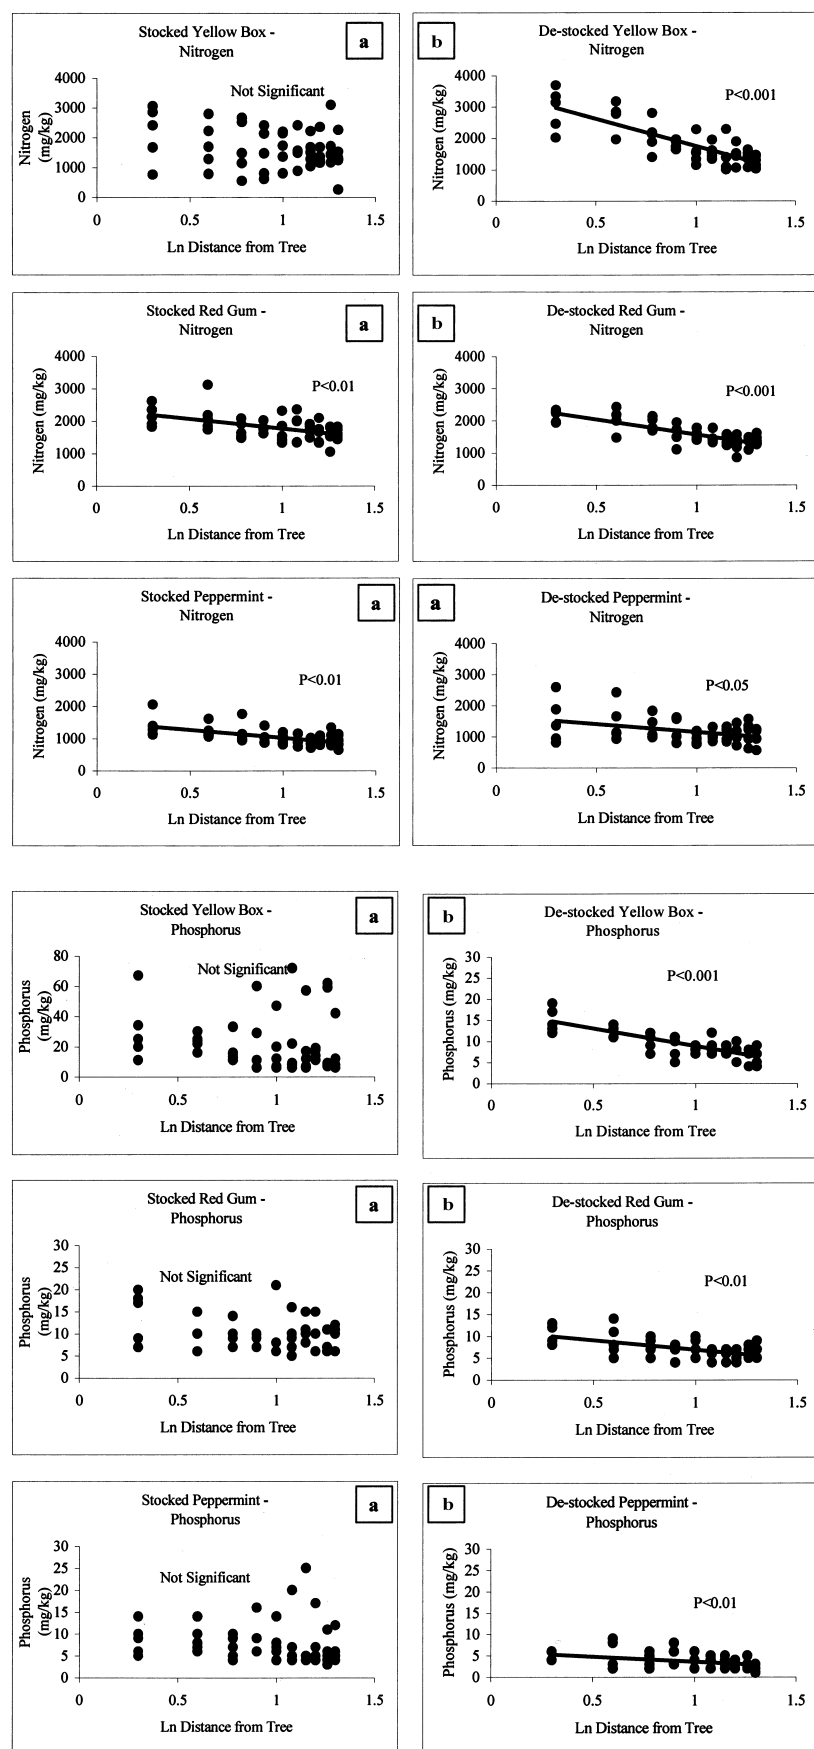 Stocked Yellow Box -
Nitrogen
a
Not Significant
Nitrogen
(mg/kg)
4000
3000
2000
1000
0
0 0.5 1 1.5
Ln Distance from Tree
b
De-stocked Yellow Box -
Nitrogen
P<0.001
Nitrogen (mg/kg)
4000
3000
2000
1000
0
0 0.5 1 1.5
Ln Distance from Tree
Stocked Red Gum -
Nitrogen
a
P<0.01
Nitrogen (mg/kg)
4000
3000
2000
1000
0
0 0.5 1 1.5
Ln Distance from Tree
b
De-stocked Red Gum -
Nitrogen
P<0.001
Nitrogen (mg/kg)
4000
3000
2000
1000
0
0 0.5 1 1.5
Ln Distance from Tree
Stocked Peppermint -
Nitrogen
a
P<0.01
Nitrogen (mg/kg)
4000
3000
2000
1000
0
0 0.5 1 1.5
Ln Distance from Tree
a
De-stocked Peppermint -
Nitrogen
P<0.05
Nitrogen (mg/kg)
4000
3000
2000
1000
0
0 0.5 1 1.5
Ln Distance from Tree
Stocked Yellow Box -
Phosphorus
a
Not Significant
Phosphorus
(mg/kg)
80
60
40
20
0
0 0.5 1 1.5
Ln Distance from Tree
b
De-stocked Yellow Box -
Phosphorus
P<0.001
Phosphorus (mg/kg)
30
25
20
15
10
5
0
0 0.5 1 1.5
Ln Distance from Tree
Stocked Red Gum -
Phosphorus
a
Not Significant
Phosphorus
(mg/kg)
30
25
20
15
10
5
0
0 0.5 1 1.5
Ln Distance from Tree
b
De-stocked Red Gum -
Phosphorus
P<0.01
Phosphorus (mg/kg)
30
25
20
15
10
5
0
0 0.5 1 1.5
Ln Distance from Tree
Stocked Peppermint -
Phosphorus
a
Not Significant
Phosphorus
(mg/kg)
30
25
20
15
10
5
0
0 0.5 1 1.5
Ln Distance from Tree
b
De-stocked Peppermint -
Phosphorus
P<0.01
Phosphorus (mg/kg)
30
25
20
15
10
5
0
0 0.5 1 1.5
Ln Distance from Tree